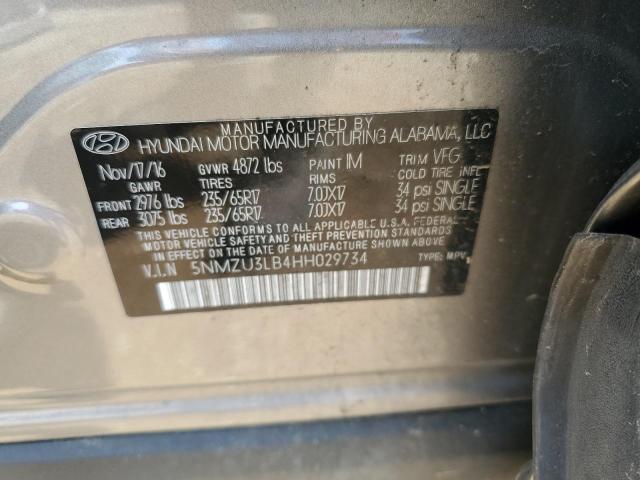 MANUFACTURED BY
HYUNDAI MOTOR MANUFACTURING ALABAMA, LLC
Nov/17/16 GVWR 4872 lbs PAINT IM TRIM VFG
GAWR TIRES RIMS COLD TIRE INFL
FRONT 2976 lbs 235/65R17 7.0JX17 34 psi SINGLE
REAR 3075 lbs 235/65R17 7.0JX17 34 psi SINGLE
THIS VEHICLE CONFORMS TO ALL APPLICABLE U.S.A. FEDERAL
MOTOR VEHICLE SAFETY, BUMPER, AND THEFT PREVENTION STANDARDS
IN EFFECT ON THE DATE OF MANUFACTURE SHOWN ABOVE.
V.I.N 5NMZU3LB4HH029734 TYPE: MPV